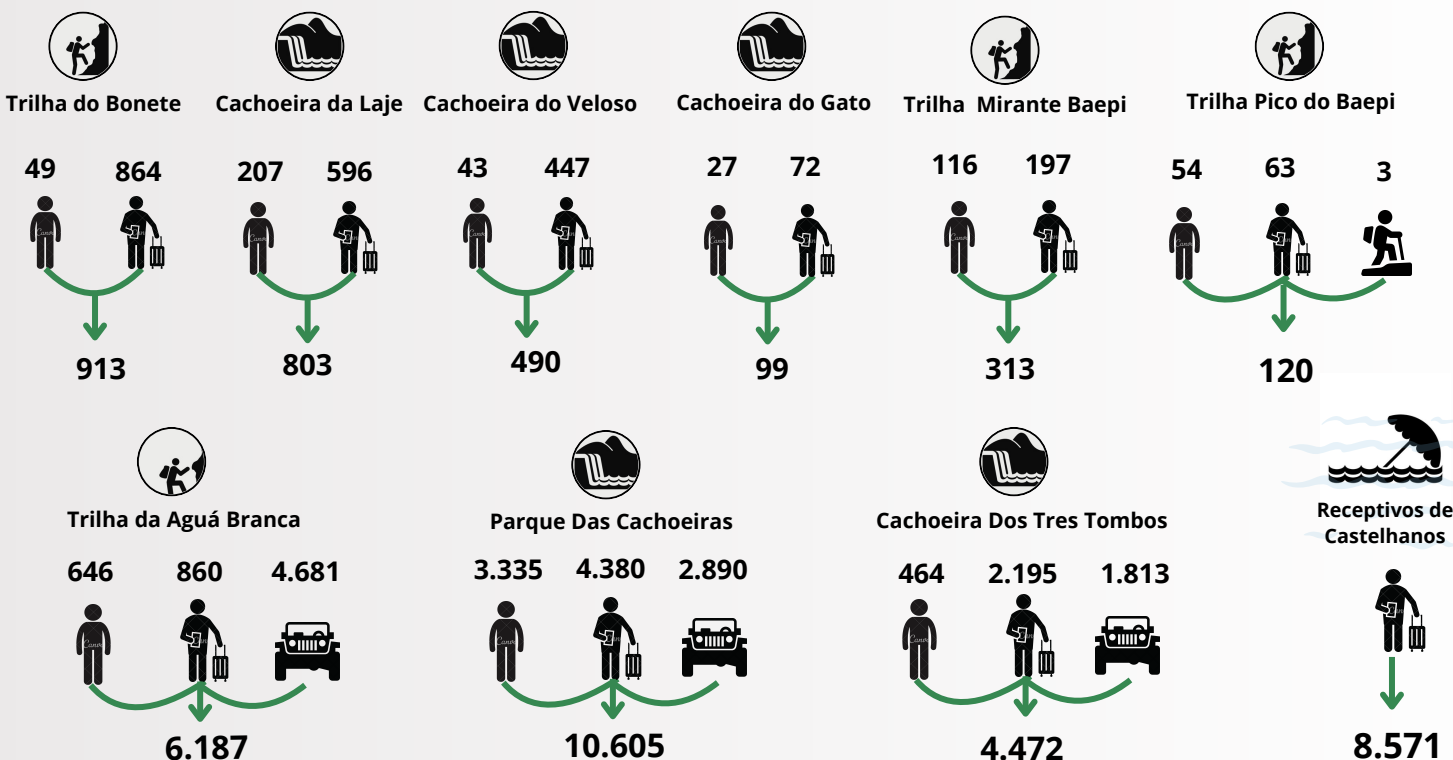 Trilha do Bonete
Cachoeira da Laje
Cachoeira do Veloso
Cachoeira do Gato
Trilha Mirante Baepi
Trilha Pico do Baepi
49 864
207 596
43 447
27 72
116 197
54 63 3
913
803
490
99
313
120
Trilha da Aguá Branca
Parque Das Cachoeiras
Cachoeira Dos Tres Tombos
Receptivos de
Castelhanos
646 860 4.681
3.335 4.380 2.890
464 2.195 1.813
6.187
10.605
4.472
8.571